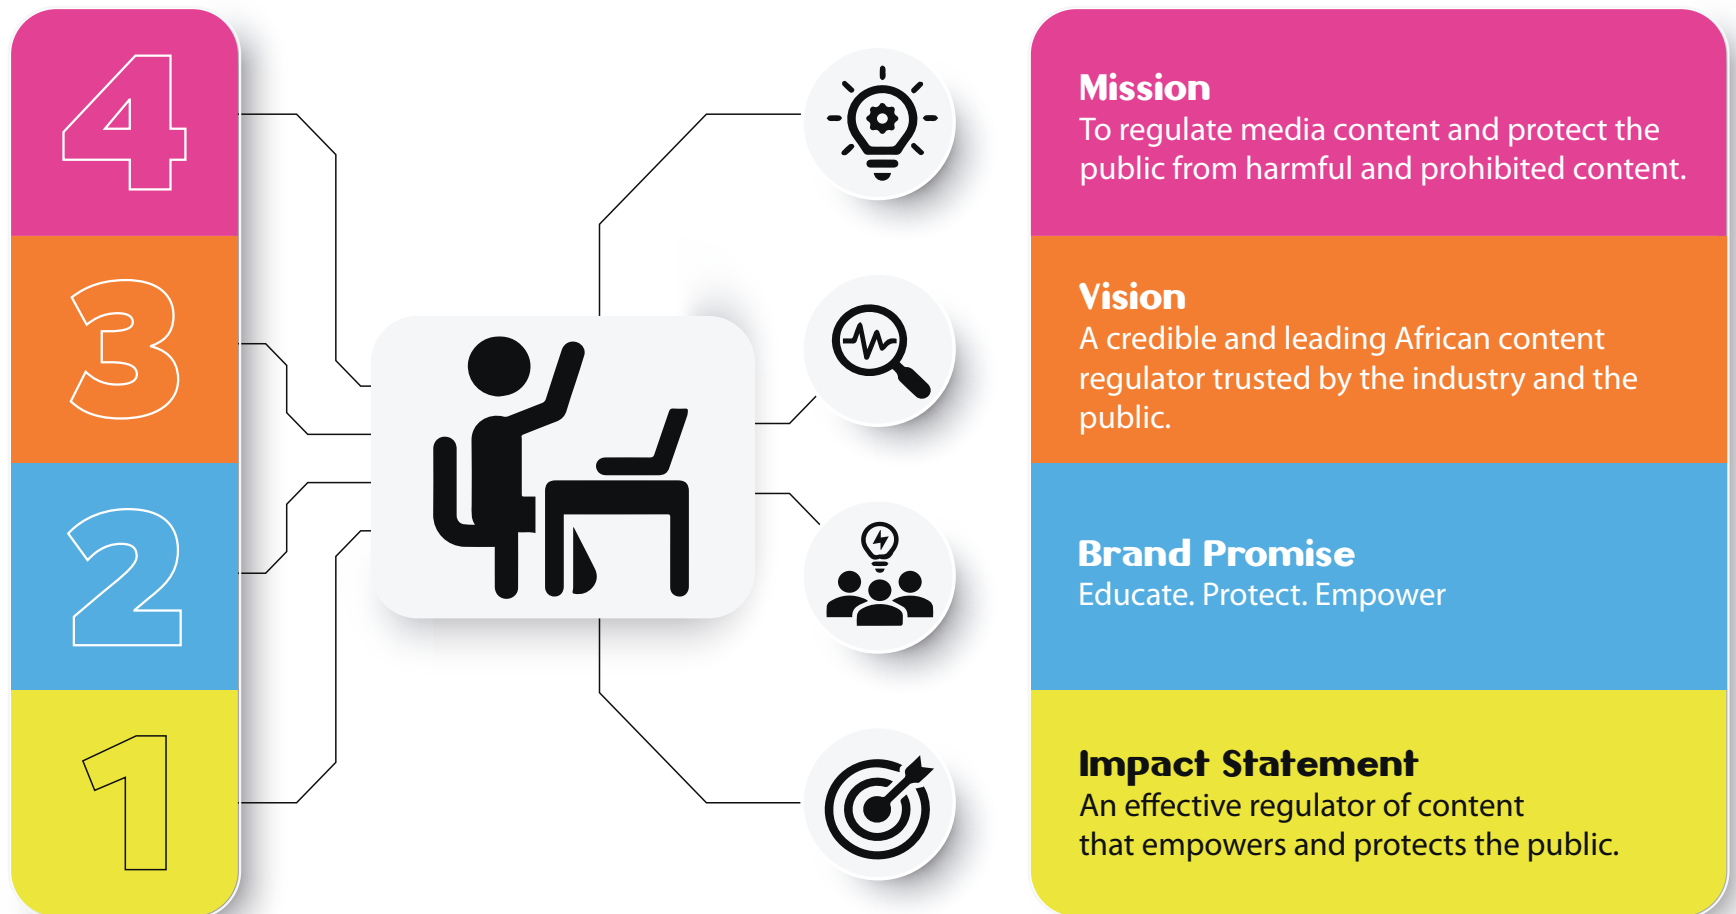 4
Mission
To regulate media content and protect the
public from harmful and prohibited content.
3
Vision
A credible and leading African content
regulator trusted by the industry and the
public.
2
Brand Promise
Educate. Protect. Empower
1
Impact Statement
An effective regulator of content
that empowers and protects the public.